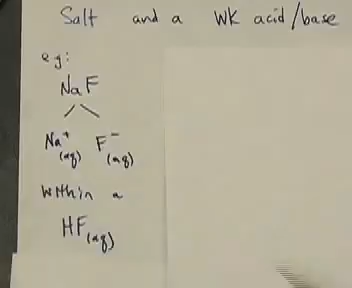 Salt and a WK acid/base
eg:
NaF
Na⁺(aq) F⁻(aq)
within a
HF(aq)